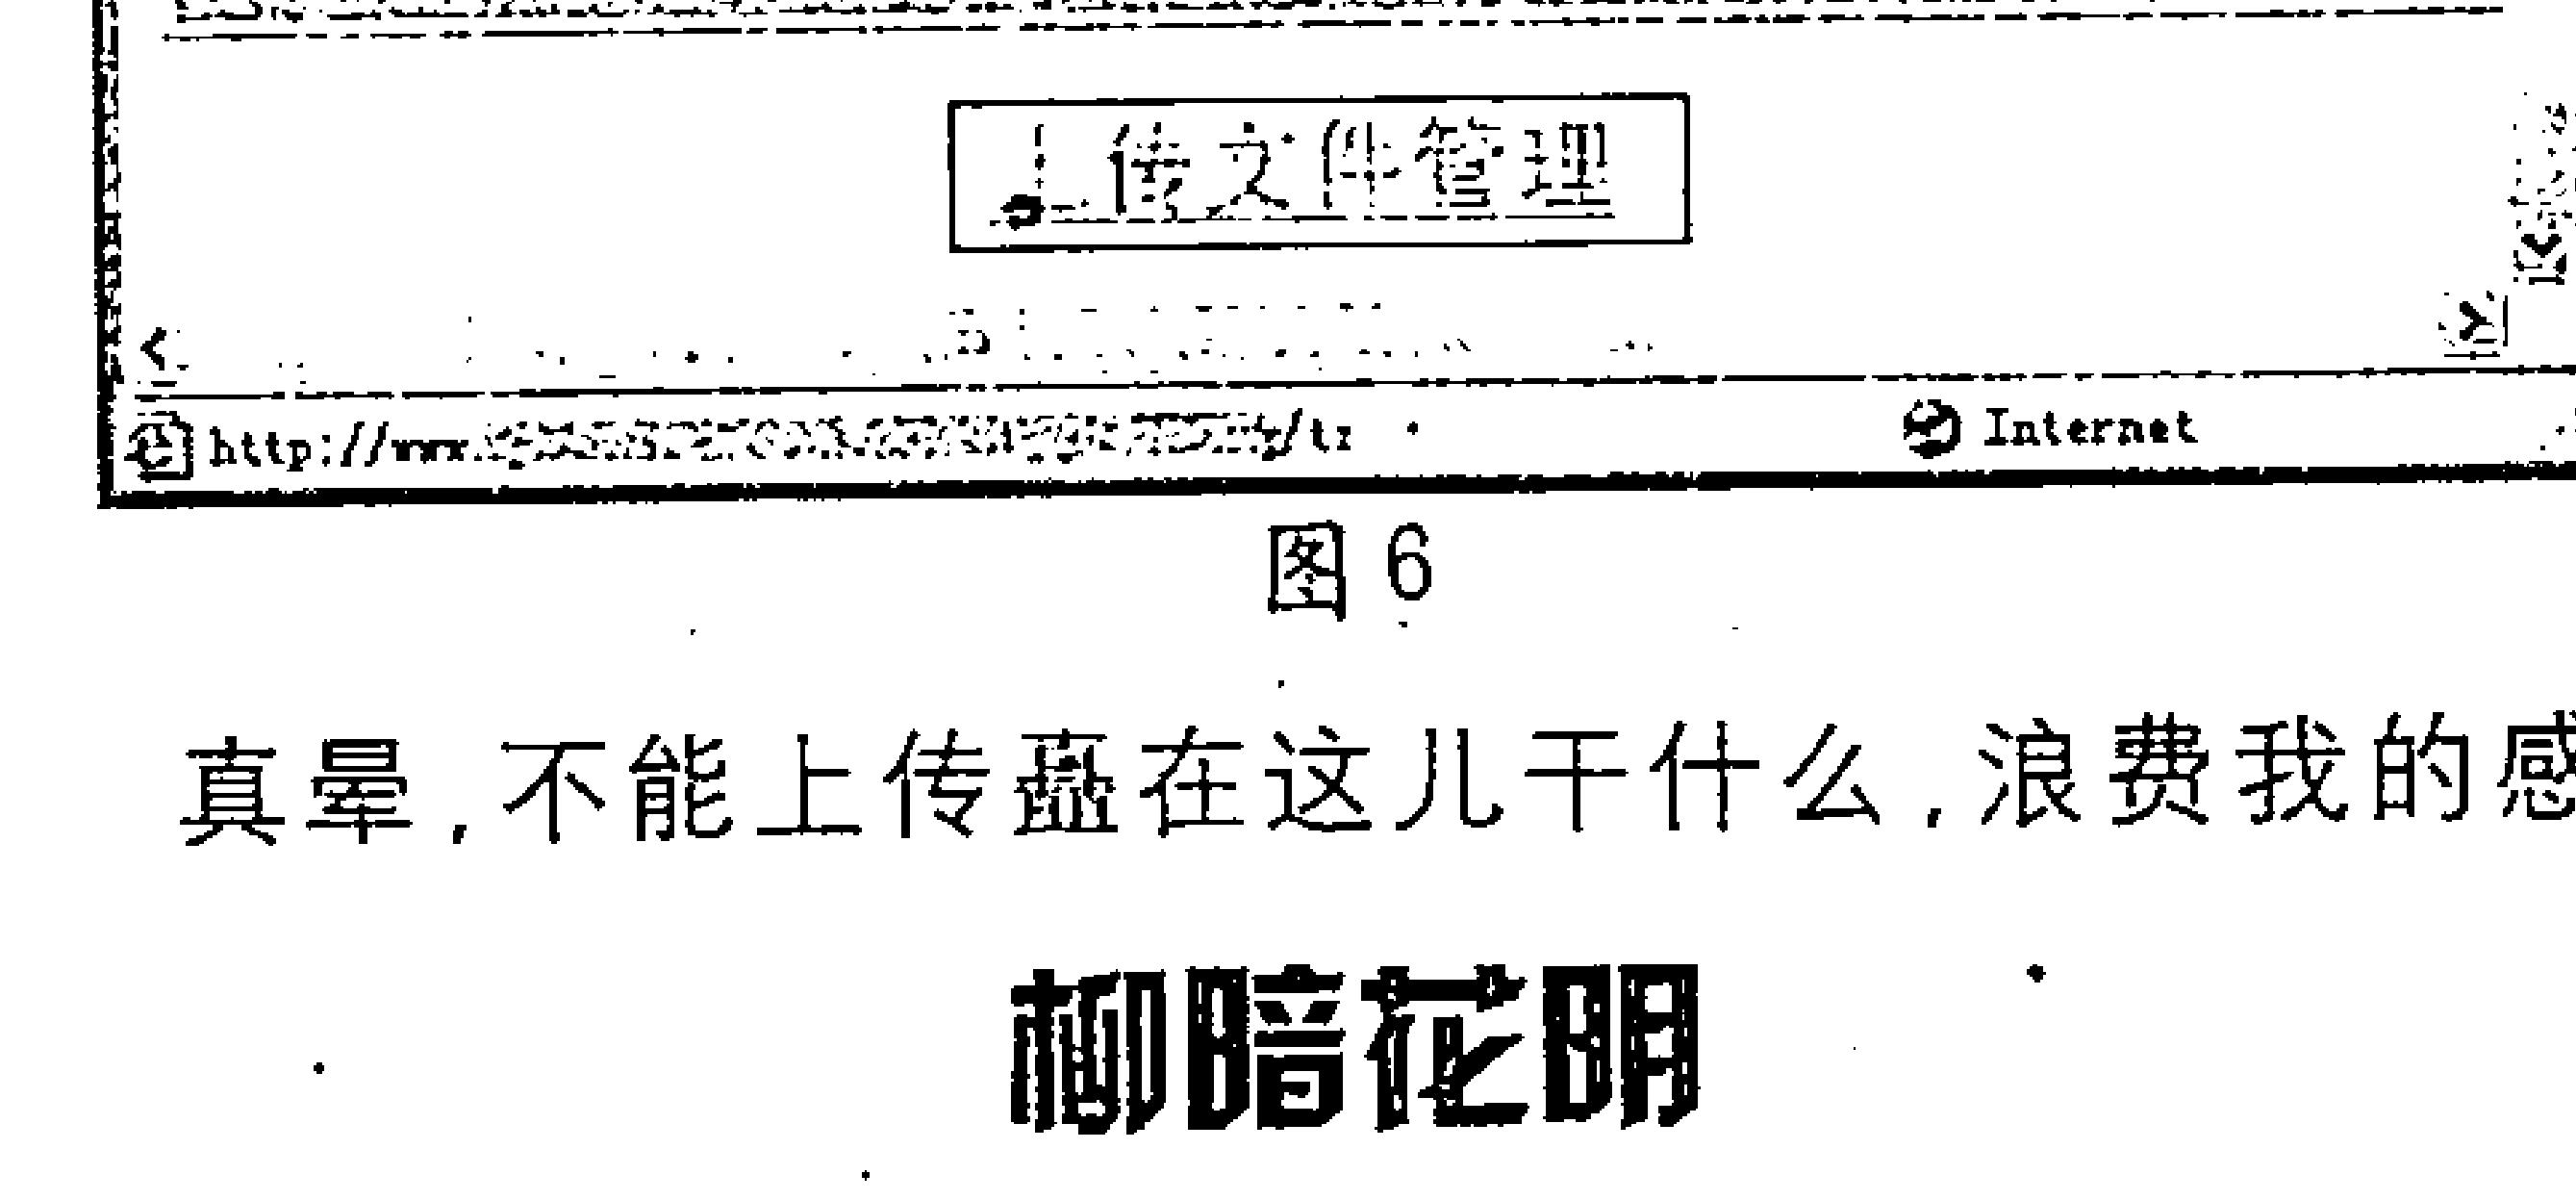 上传文件管理
http://www.
Internet
图 6
真晕,不能上传矗在这儿干什么,浪费我的感
柳暗花明